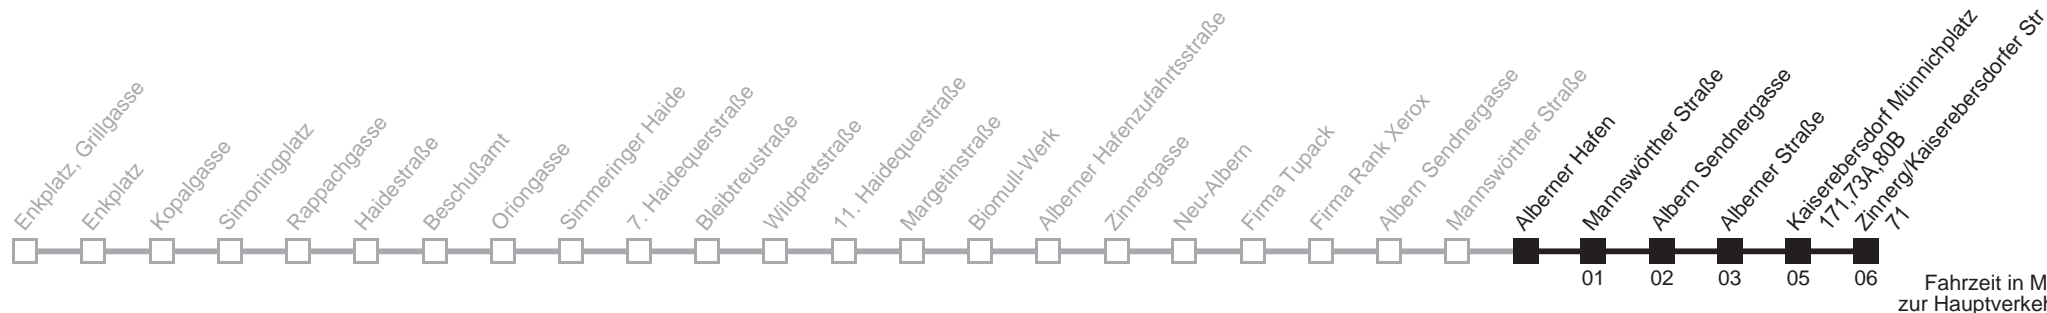 Enkplatz, Grillgasse
Enkplatz
Kopalgasse
Simoningplatz
Rappachgasse
Haidestraße
Beschußamt
Oriongasse
Simmeringer Haide
7. Haidequerstraße
Bleibtreustraße
Wildpretstraße
11. Haidequerstraße
Margetinstraße
Biomull-Werk
Alberner Hafenzufahrtsstraße
Zinnergasse
Neu-Albern
Firma Tupack
Firma Rank Xerox
Albern Sendnergasse
Mannswörther Straße
Alberner Hafen
Mannswörther Straße
Albern Sendnergasse
Alberner Straße
Kaiserebersdorf Münnichplatz
171,73A,80B
Zinnerg/Kaiserebersdorfer Str
71
01 02 03 05 06
Fahrzeit in M
zur Hauptverkeh